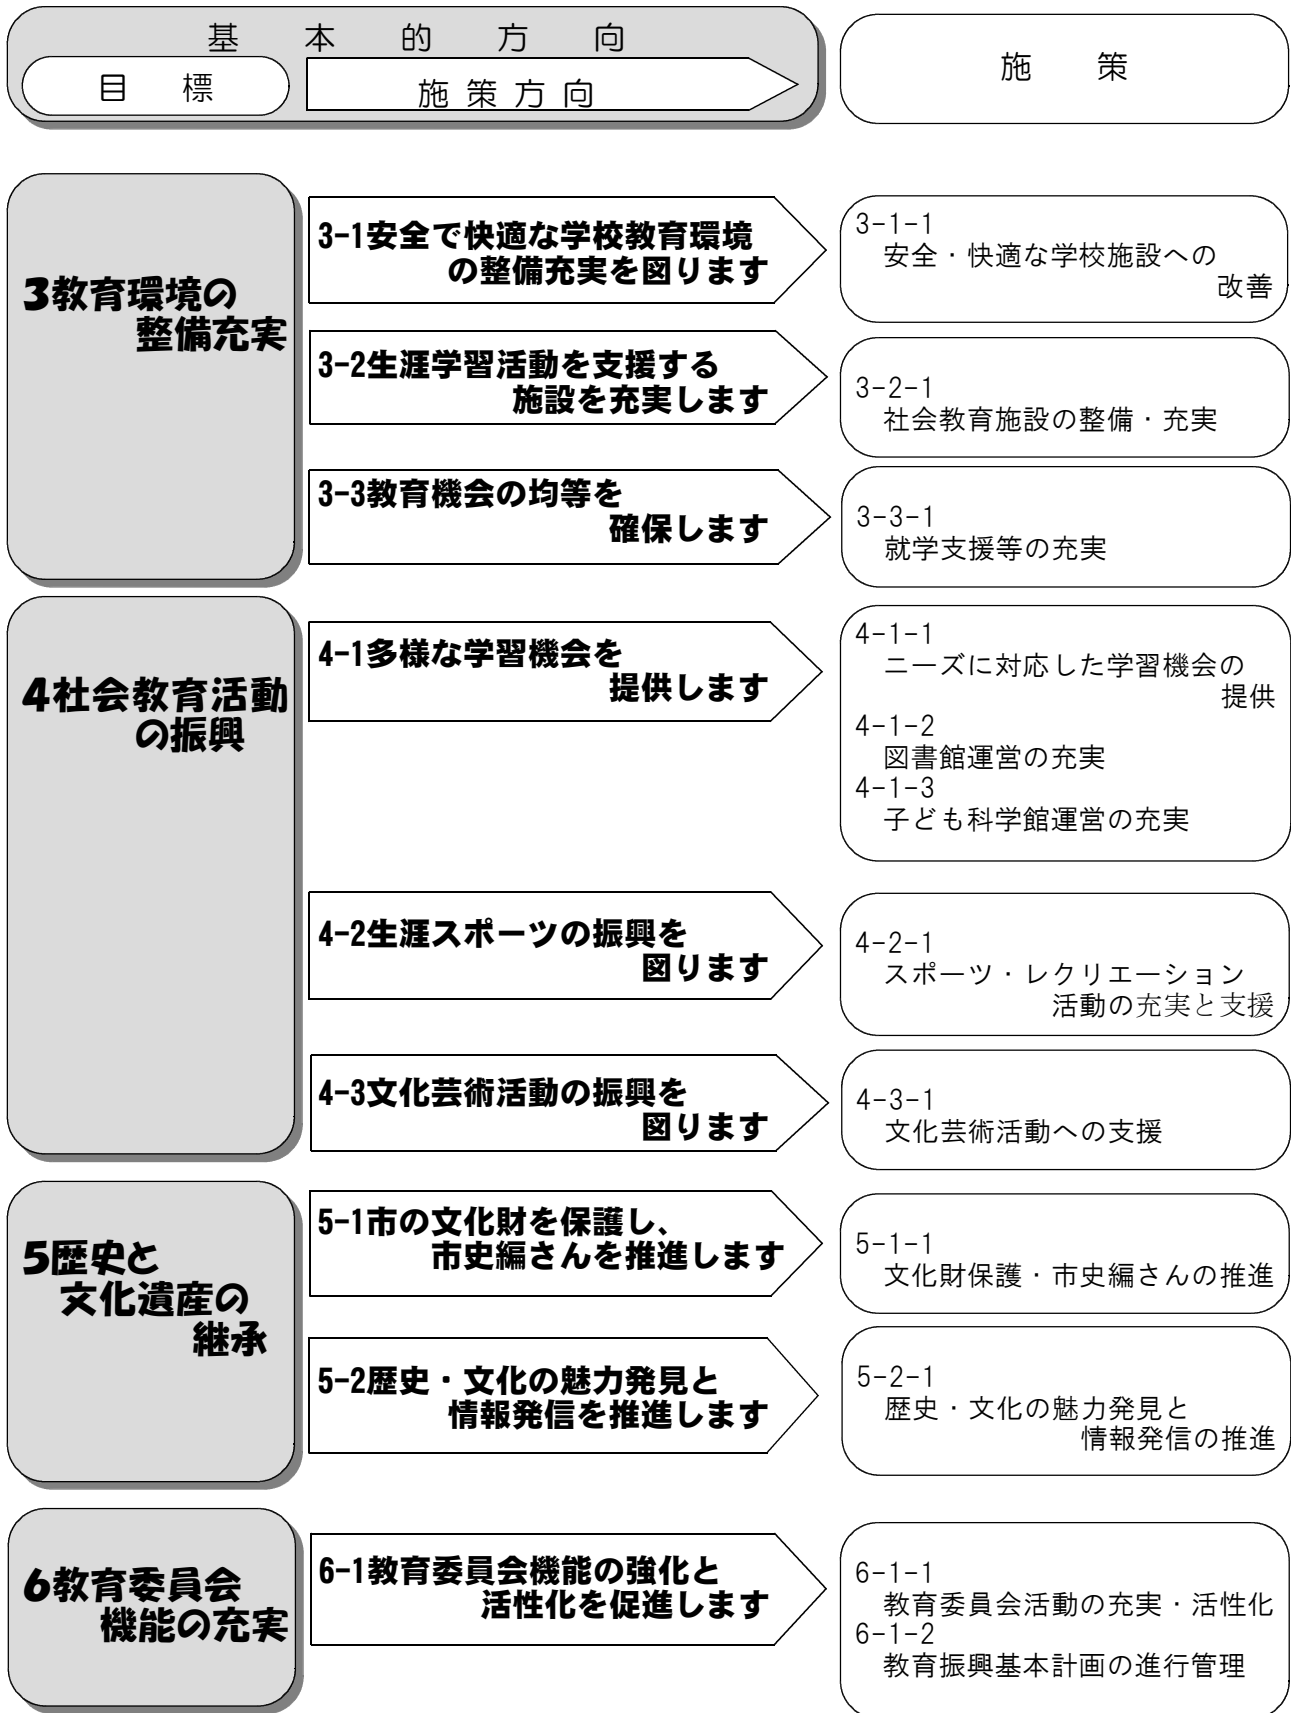 基本的方向
目標
施策方向
施策
3教育環境の
整備充実
3-1安全で快適な学校教育環境
の整備充実を図ります
3-1-1
安全・快適な学校施設への
改善
3-2生涯学習活動を支援する
施設を充実します
3-2-1
社会教育施設の整備・充実
3-3教育機会の均等を
確保します
3-3-1
就学支援等の充実
4社会教育活動
の振興
4-1多様な学習機会を
提供します
4-1-1
ニーズに対応した学習機会の
提供
4-1-2
図書館運営の充実
4-1-3
子ども科学館運営の充実
4-2生涯スポーツの振興を
図ります
4-2-1
スポーツ・レクリエーション
活動の充実と支援
4-3文化芸術活動の振興を
図ります
4-3-1
文化芸術活動への支援
5歴史と
文化遺産の
継承
5-1市の文化財を保護し、
市史編さんを推進します
5-1-1
文化財保護・市史編さんの推進
5-2歴史・文化の魅力発見と
情報発信を推進します
5-2-1
歴史・文化の魅力発見と
情報発信の推進
6教育委員会
機能の充実
6-1教育委員会機能の強化と
活性化を促進します
6-1-1
教育委員会活動の充実・活性化
6-1-2
教育振興基本計画の進行管理